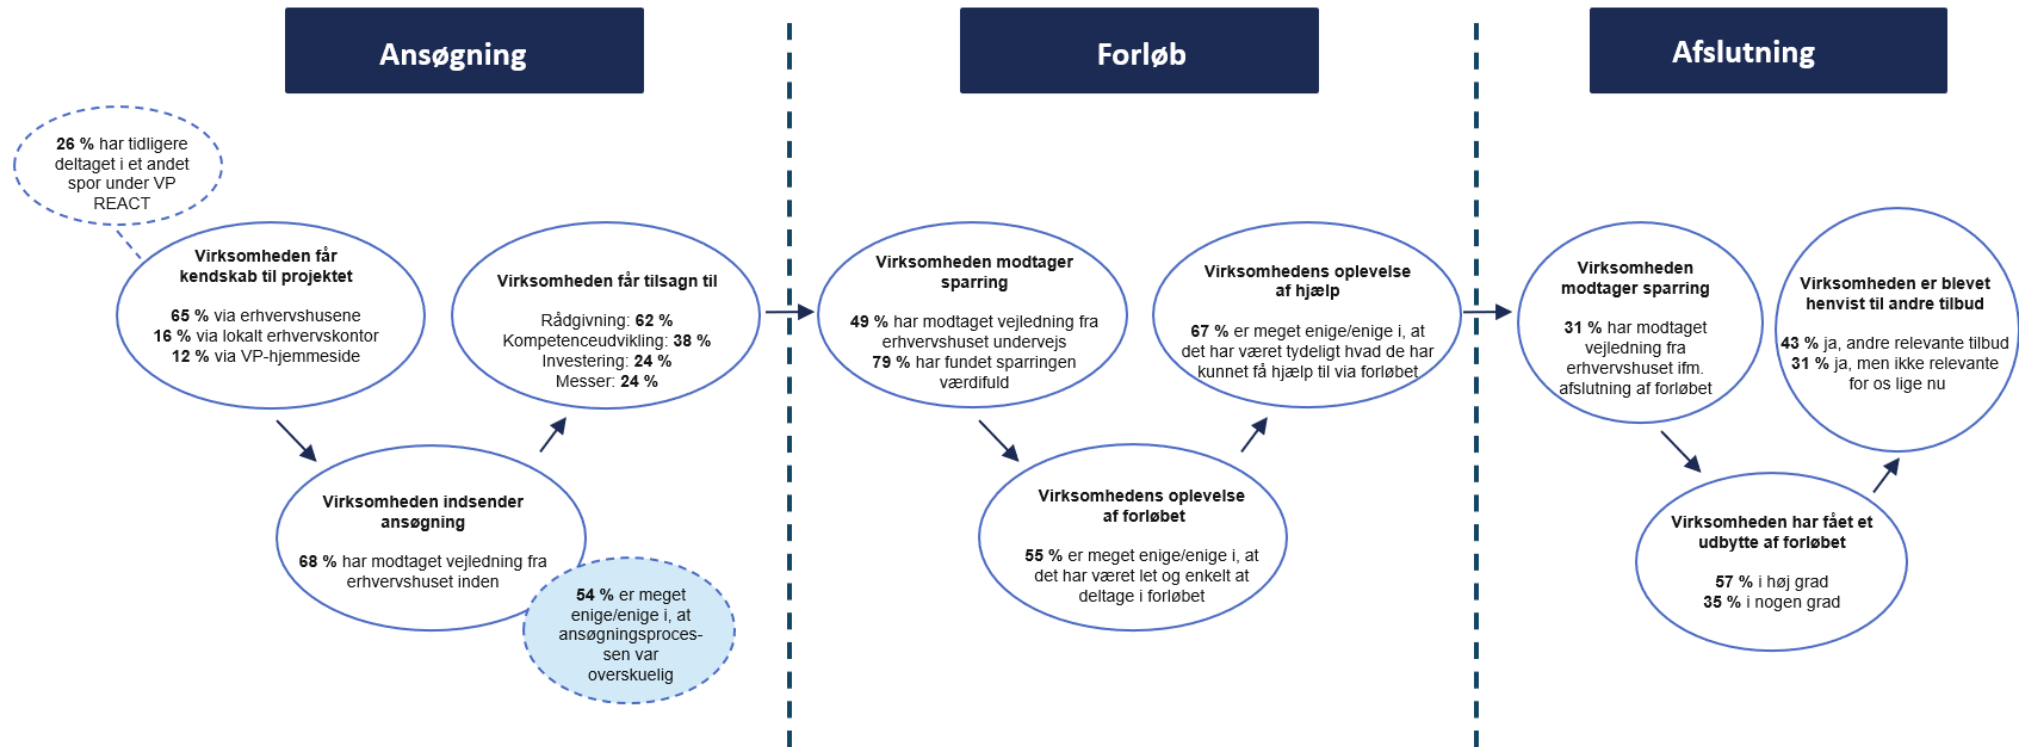 Ansøgning
26 % har tidligere
deltaget i et andet
spor under VP
REACT
Virksomheden får
kendskab til projektet
65 % via erhvervshusene
16 % via lokalt erhvervskontor
12 % via VP-hjemmeside
Virksomheden indsender
ansøgning
68 % har modtaget vejledning fra
erhvervshuset inden
54 % er meget
enige/enige i, at
ansøgningsproces-
sen var
overskuelig
Virksomheden får tilsagn til
Rådgivning: 62 %
Kompetenceudvikling: 38 %
Investering: 24 %
Messer: 24 %
Forløb
Virksomheden modtager
sparring
49 % har modtaget vejledning fra
erhvervshuset undervejs
79 % har fundet sparringen
værdifuld
Virksomhedens oplevelse
af forløbet
55 % er meget enige/enige i, at
det har været let og enkelt at
deltage i forløbet
Virksomhedens oplevelse
af hjælp
67 % er meget enige/enige i, at
det har været tydeligt hvad de har
kunnet få hjælp til via forløbet
Afslutning
Virksomheden
modtager sparring
31 % har modtaget
vejledning fra
erhvervshuset ifm.
afslutning af forløbet
Virksomheden har fået et
udbytte af forløbet
57 % i høj grad
35 % i nogen grad
Virksomheden er blevet
henvist til andre tilbud
43 % ja, andre relevante tilbud
31 % ja, men ikke relevante
for os lige nu